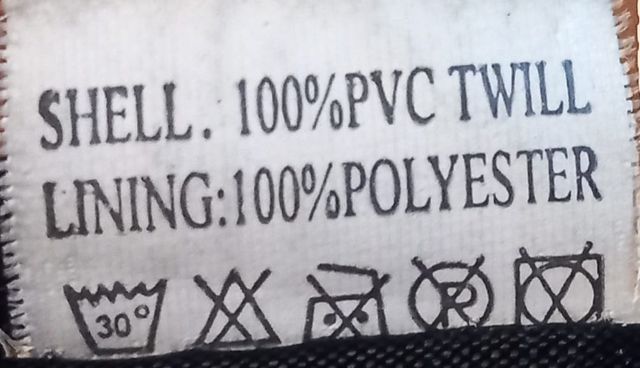 SHELL. 100%PVC TWILL
LINING:100%POLYESTER
30° P